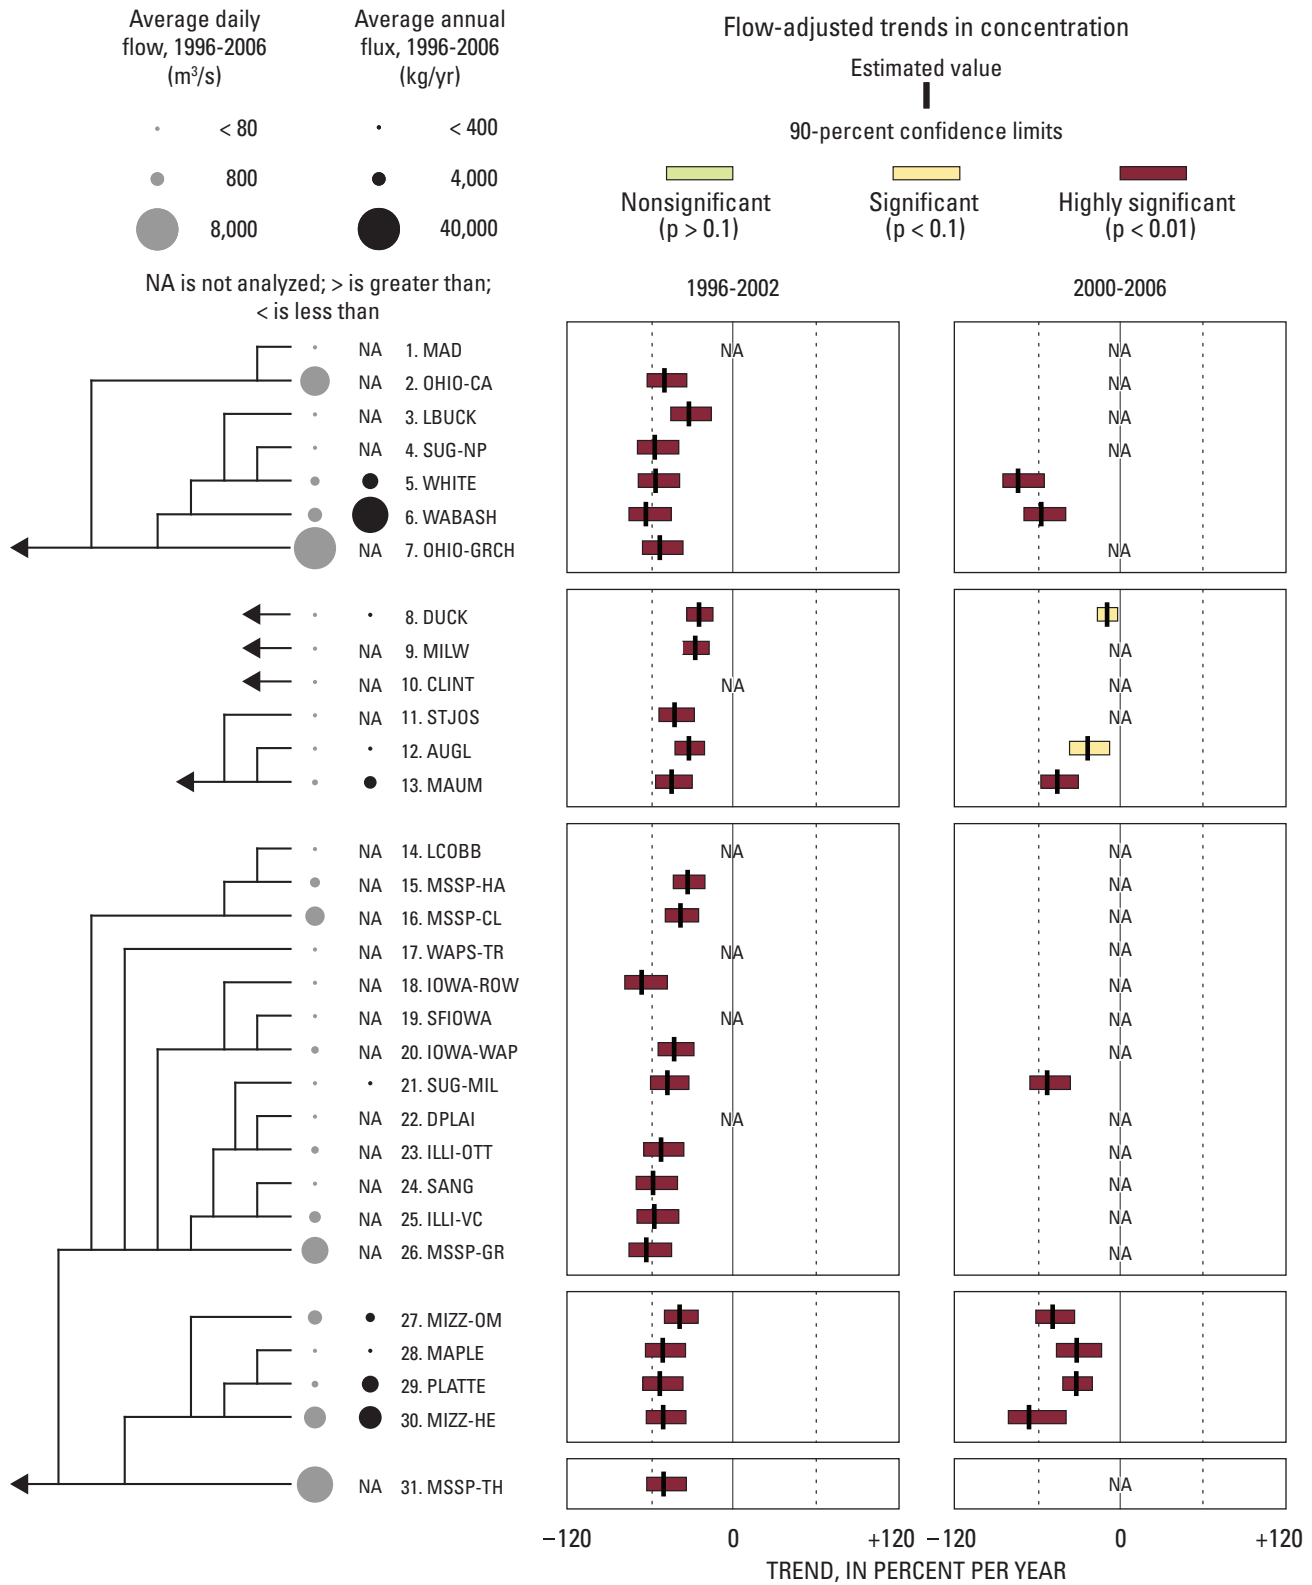 Average daily
flow, 1996-2006
(m³/s)
Average annual
flux, 1996-2006
(kg/yr)
< 80
< 400
800
4,000
8,000
40,000
NA is not analyzed; > is greater than;
< is less than
Flow-adjusted trends in concentration
Estimated value
90-percent confidence limits
Nonsignificant
(p > 0.1)
Significant
(p < 0.1)
Highly significant
(p < 0.01)
1996-2002
2000-2006
NA 1. MAD NA NA
NA 2. OHIO-CA NA
NA 3. LBUCK NA
NA 4. SUG-NP NA
5. WHITE
6. WABASH
NA 7. OHIO-GRCH NA
8. DUCK
NA 9. MILW NA
NA 10. CLINT NA NA
NA 11. STJOS NA
12. AUGL
13. MAUM
NA 14. LCOBB NA NA
NA 15. MSSP-HA NA
NA 16. MSSP-CL NA
NA 17. WAPS-TR NA NA
NA 18. IOWA-ROW NA
NA 19. SFIOWA NA NA
NA 20. IOWA-WAP NA
21. SUG-MIL
NA 22. DPLAI NA NA
NA 23. ILLI-OTT NA
NA 24. SANG NA
NA 25. ILLI-VC NA
NA 26. MSSP-GR NA
27. MIZZ-OM
28. MAPLE
29. PLATTE
30. MIZZ-HE
NA 31. MSSP-TH NA
−120 0 +120 −120 0 +120
TREND, IN PERCENT PER YEAR